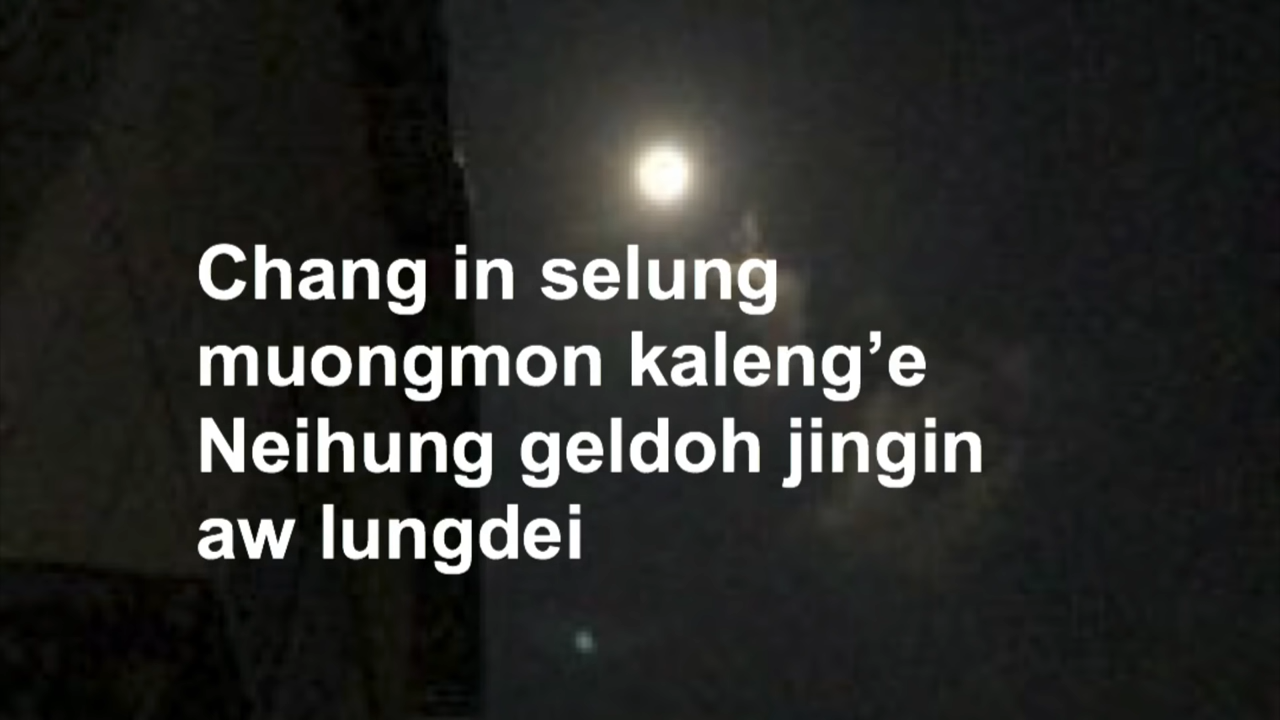 Chang in selung
muongmon kaleng’e
Neihung geldoh jingin
aw lungdei